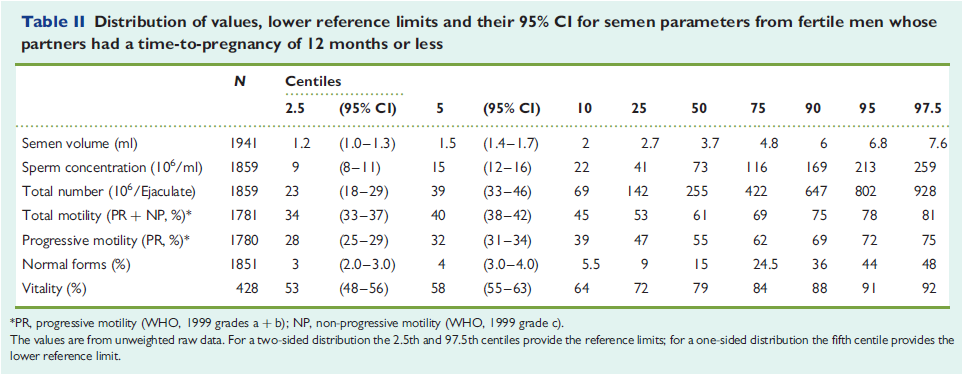 Table II Distribution of values, lower reference limits and their 95% CI for semen parameters from fertile men whose
partners had a time-to-pregnancy of 12 months or less
N Centiles
2.5 (95% CI) 5 (95% CI) 10 25 50 75 90 95 97.5
Semen volume (ml) 1941 1.2 (1.0–1.3) 1.5 (1.4–1.7) 2 2.7 3.7 4.8 6 6.8 7.6
Sperm concentration (10⁶/ml) 1859 9 (8–11) 15 (12–16) 22 41 73 116 169 213 259
Total number (10⁶/Ejaculate) 1859 23 (18–29) 39 (33–46) 69 142 255 422 647 802 928
Total motility (PR + NP, %)* 1781 34 (33–37) 40 (38–42) 45 53 61 69 75 78 81
Progressive motility (PR, %)* 1780 28 (25–29) 32 (31–34) 39 47 55 62 69 72 75
Normal forms (%) 1851 3 (2.0–3.0) 4 (3.0–4.0) 5.5 9 15 24.5 36 44 48
Vitality (%) 428 53 (48–56) 58 (55–63) 64 72 79 84 88 91 92
*PR, progressive motility (WHO, 1999 grades a + b); NP, non-progressive motility (WHO, 1999 grade c).
The values are from unweighted raw data. For a two-sided distribution the 2.5th and 97.5th centiles provide the reference limits; for a one-sided distribution the fifth centile provides the
lower reference limit.